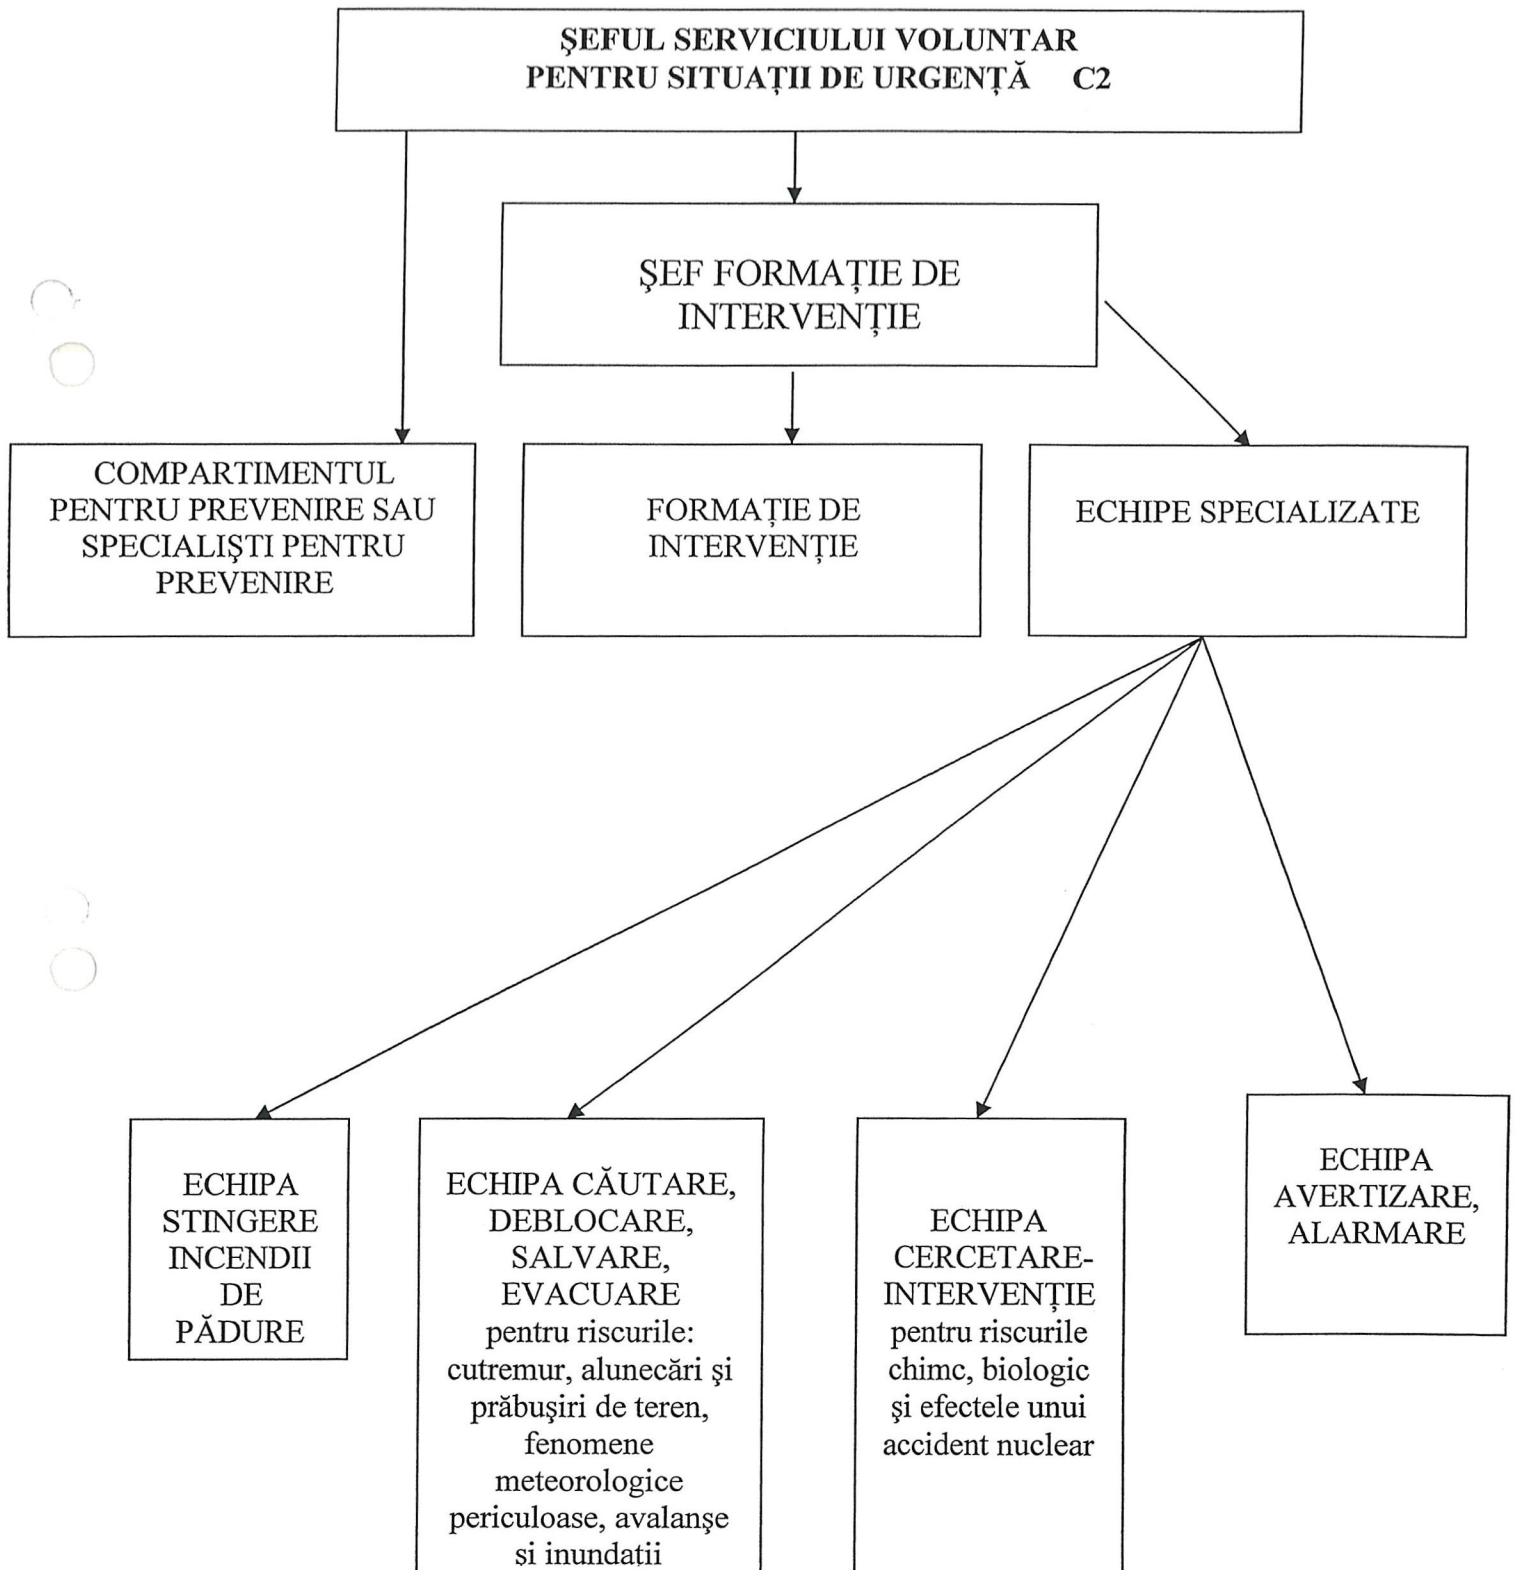 ŞEFUL SERVICIULUI VOLUNTAR
PENTRU SITUAȚII DE URGENȚĂ C2
ŞEF FORMAȚIE DE
INTERVENȚIE
COMPARTIMENTUL
PENTRU PREVENIRE SAU
SPECIALIŞTI PENTRU
PREVENIRE
FORMAȚIE DE
INTERVENȚIE
ECHIPE SPECIALIZATE
ECHIPA
STINGERE
INCENDII
DE
PĂDURE
ECHIPA CĂUTARE,
DEBLOCARE,
SALVARE,
EVACUARE
pentru riscurile:
cutremur, alunecări şi
prăbuşiri de teren,
fenomene
meteorologice
periculoase, avalanşe
şi inundații
ECHIPA
CERCETARE-
INTERVENȚIE
pentru riscurile
chimc, biologic
şi efectele unui
accident nuclear
ECHIPA
AVERTIZARE,
ALARMARE